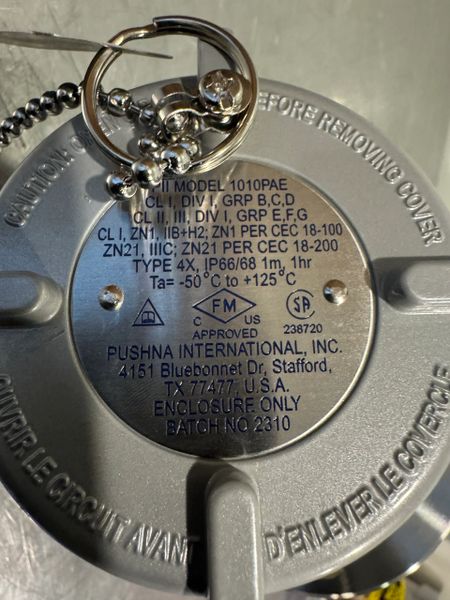 CAUTION:
BEFORE REMOVING COVER
II MODEL 1010PAE
CL I, DIV I, GRP B,C,D
CL II, III, DIV I, GRP E,F,G
CL I, ZN1, IIB+H2; ZN1 PER CEC 18-100
ZN21, IIIC; ZN21 PER CEC 18-200
TYPE 4X, IP66/68 1m, 1hr
Ta= -50°C to +125°C
FM
C US
APPROVED
SA
238720
PUSHNA INTERNATIONAL, INC.
4151 Bluebonnet Dr, Stafford,
TX 77477, U.S.A.
ENCLOSURE ONLY
BATCH NO 2310
OUVRIR LE CIRCUIT AVANT
D'ENLEVER LE COUVERCLE